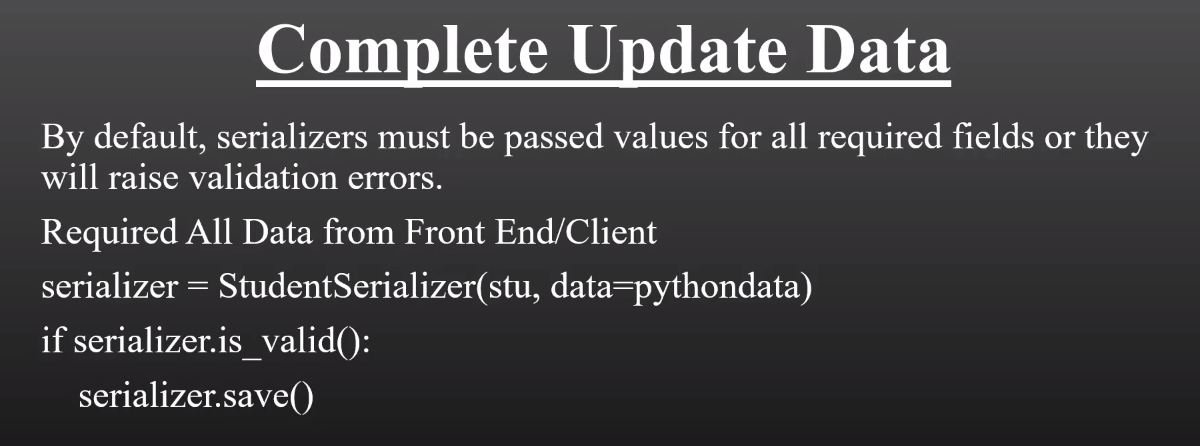 Complete Update Data
By default, serializers must be passed values for all required fields or they
will raise validation errors.
Required All Data from Front End/Client
serializer = StudentSerializer(stu, data=pythondata)
if serializer.is_valid():
serializer.save()